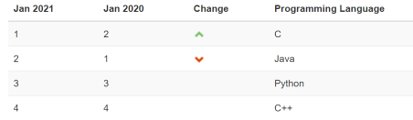 Jan 2021 Jan 2020 Change Programming Language
1 2 C
2 1 Java
3 3 Python
4 4 C++